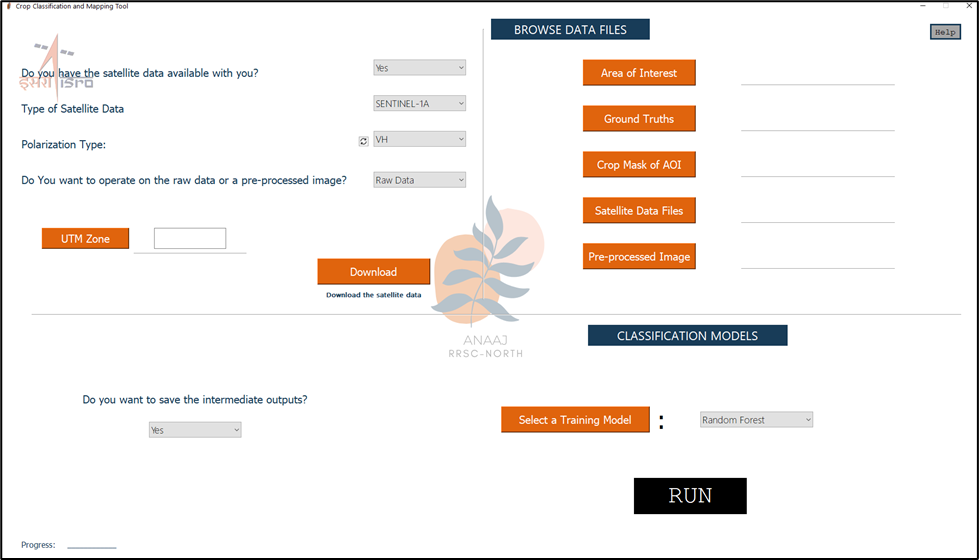 Crop Classification and Mapping Tool
BROWSE DATA FILES
Help
इसरो isro
Do you have the satellite data available with you?
Yes
Type of Satellite Data
SENTINEL-1A
Polarization Type:
VH
Do You want to operate on the raw data or a pre-processed image?
Raw Data
UTM Zone
Download
Download the satellite data
Area of Interest
Ground Truths
Crop Mask of AOI
Satellite Data Files
Pre-processed Image
ANAAJ
RRSC-NORTH
CLASSIFICATION MODELS
Do you want to save the intermediate outputs?
Yes
Select a Training Model :
Random Forest
RUN
Progress: